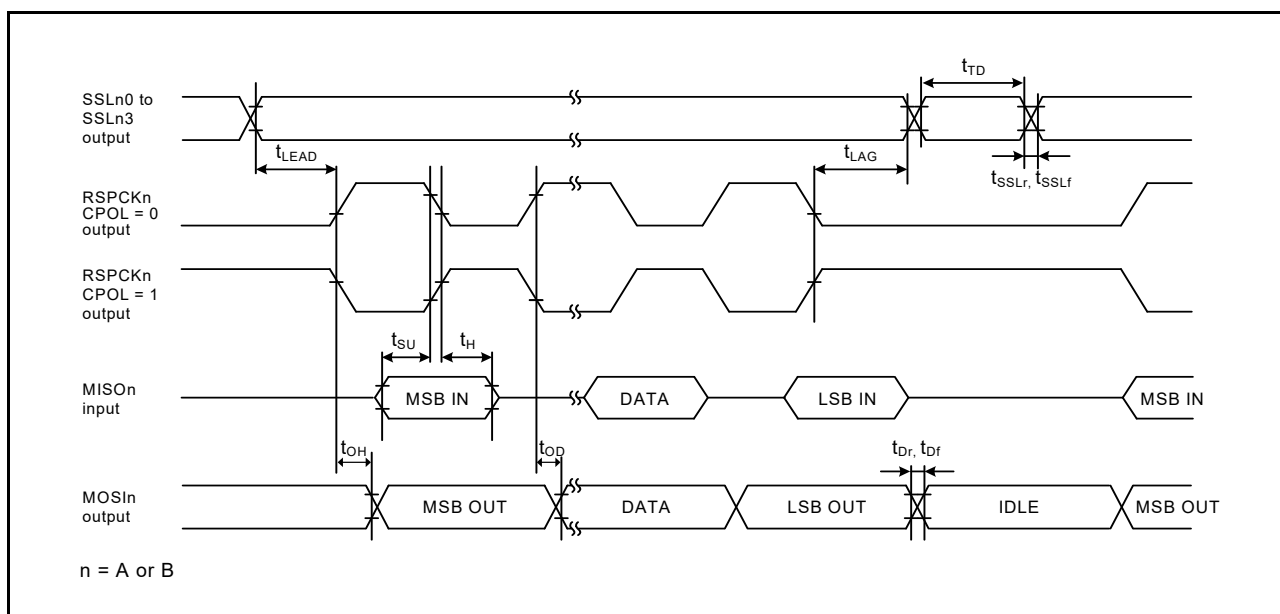 tTD
SSLn0 to
SSLn3
output
tLEAD
tLAG
tSSLr, tSSLf
RSPCKn
CPOL = 0
output
RSPCKn
CPOL = 1
output
tSU
tH
MISOn
input
MSB IN
DATA
LSB IN
MSB IN
tOH
tOD
tDr, tDf
MOSIn
output
MSB OUT
DATA
LSB OUT
IDLE
MSB OUT
n = A or B